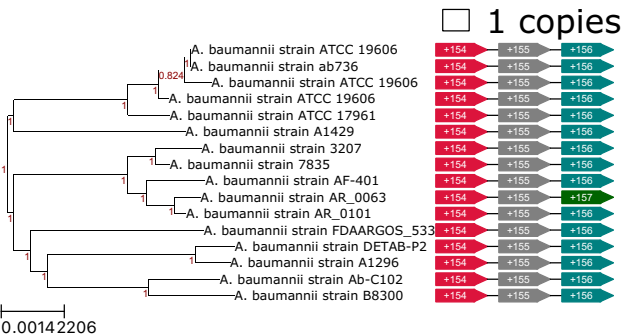 1 copies
A. baumannii strain ATCC 19606 +154 +155 +156
A. baumannii strain ab736 +154 +155 +156
0.824 A. baumannii strain ATCC 19606 +154 +155 +156
1 A. baumannii strain ATCC 19606 +154 +155 +156
1 A. baumannii strain ATCC 17961 +154 +155 +156
1 A. baumannii strain A1429 +154 +155 +156
A. baumannii strain 3207 +154 +155 +156
1 A. baumannii strain 7835 +154 +155 +156
1 1 A. baumannii strain AF-401 +154 +155 +156
1 A. baumannii strain AR_0063 +154 +155 +157
1 A. baumannii strain AR_0101 +154 +155 +156
1 A. baumannii strain FDAARGOS_533 +154 +155 +156
1 A. baumannii strain DETAB-P2 +154 +155 +156
1 A. baumannii strain A1296 +154 +155 +156
1 A. baumannii strain Ab-C102 +154 +155 +156
1 A. baumannii strain B8300 +154 +155 +156
0.00142206